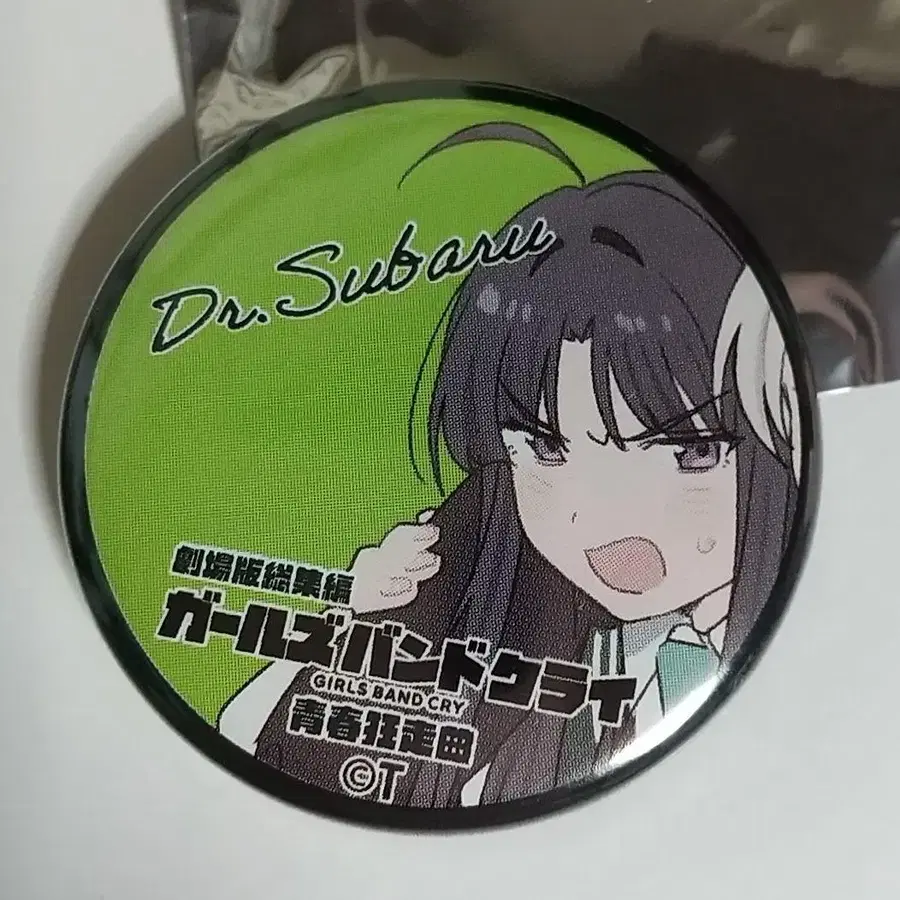 Dr. Subaru
劇場版総集編
ガールズバンドクライ
GIRLS BAND CRY
青春狂走曲
©T